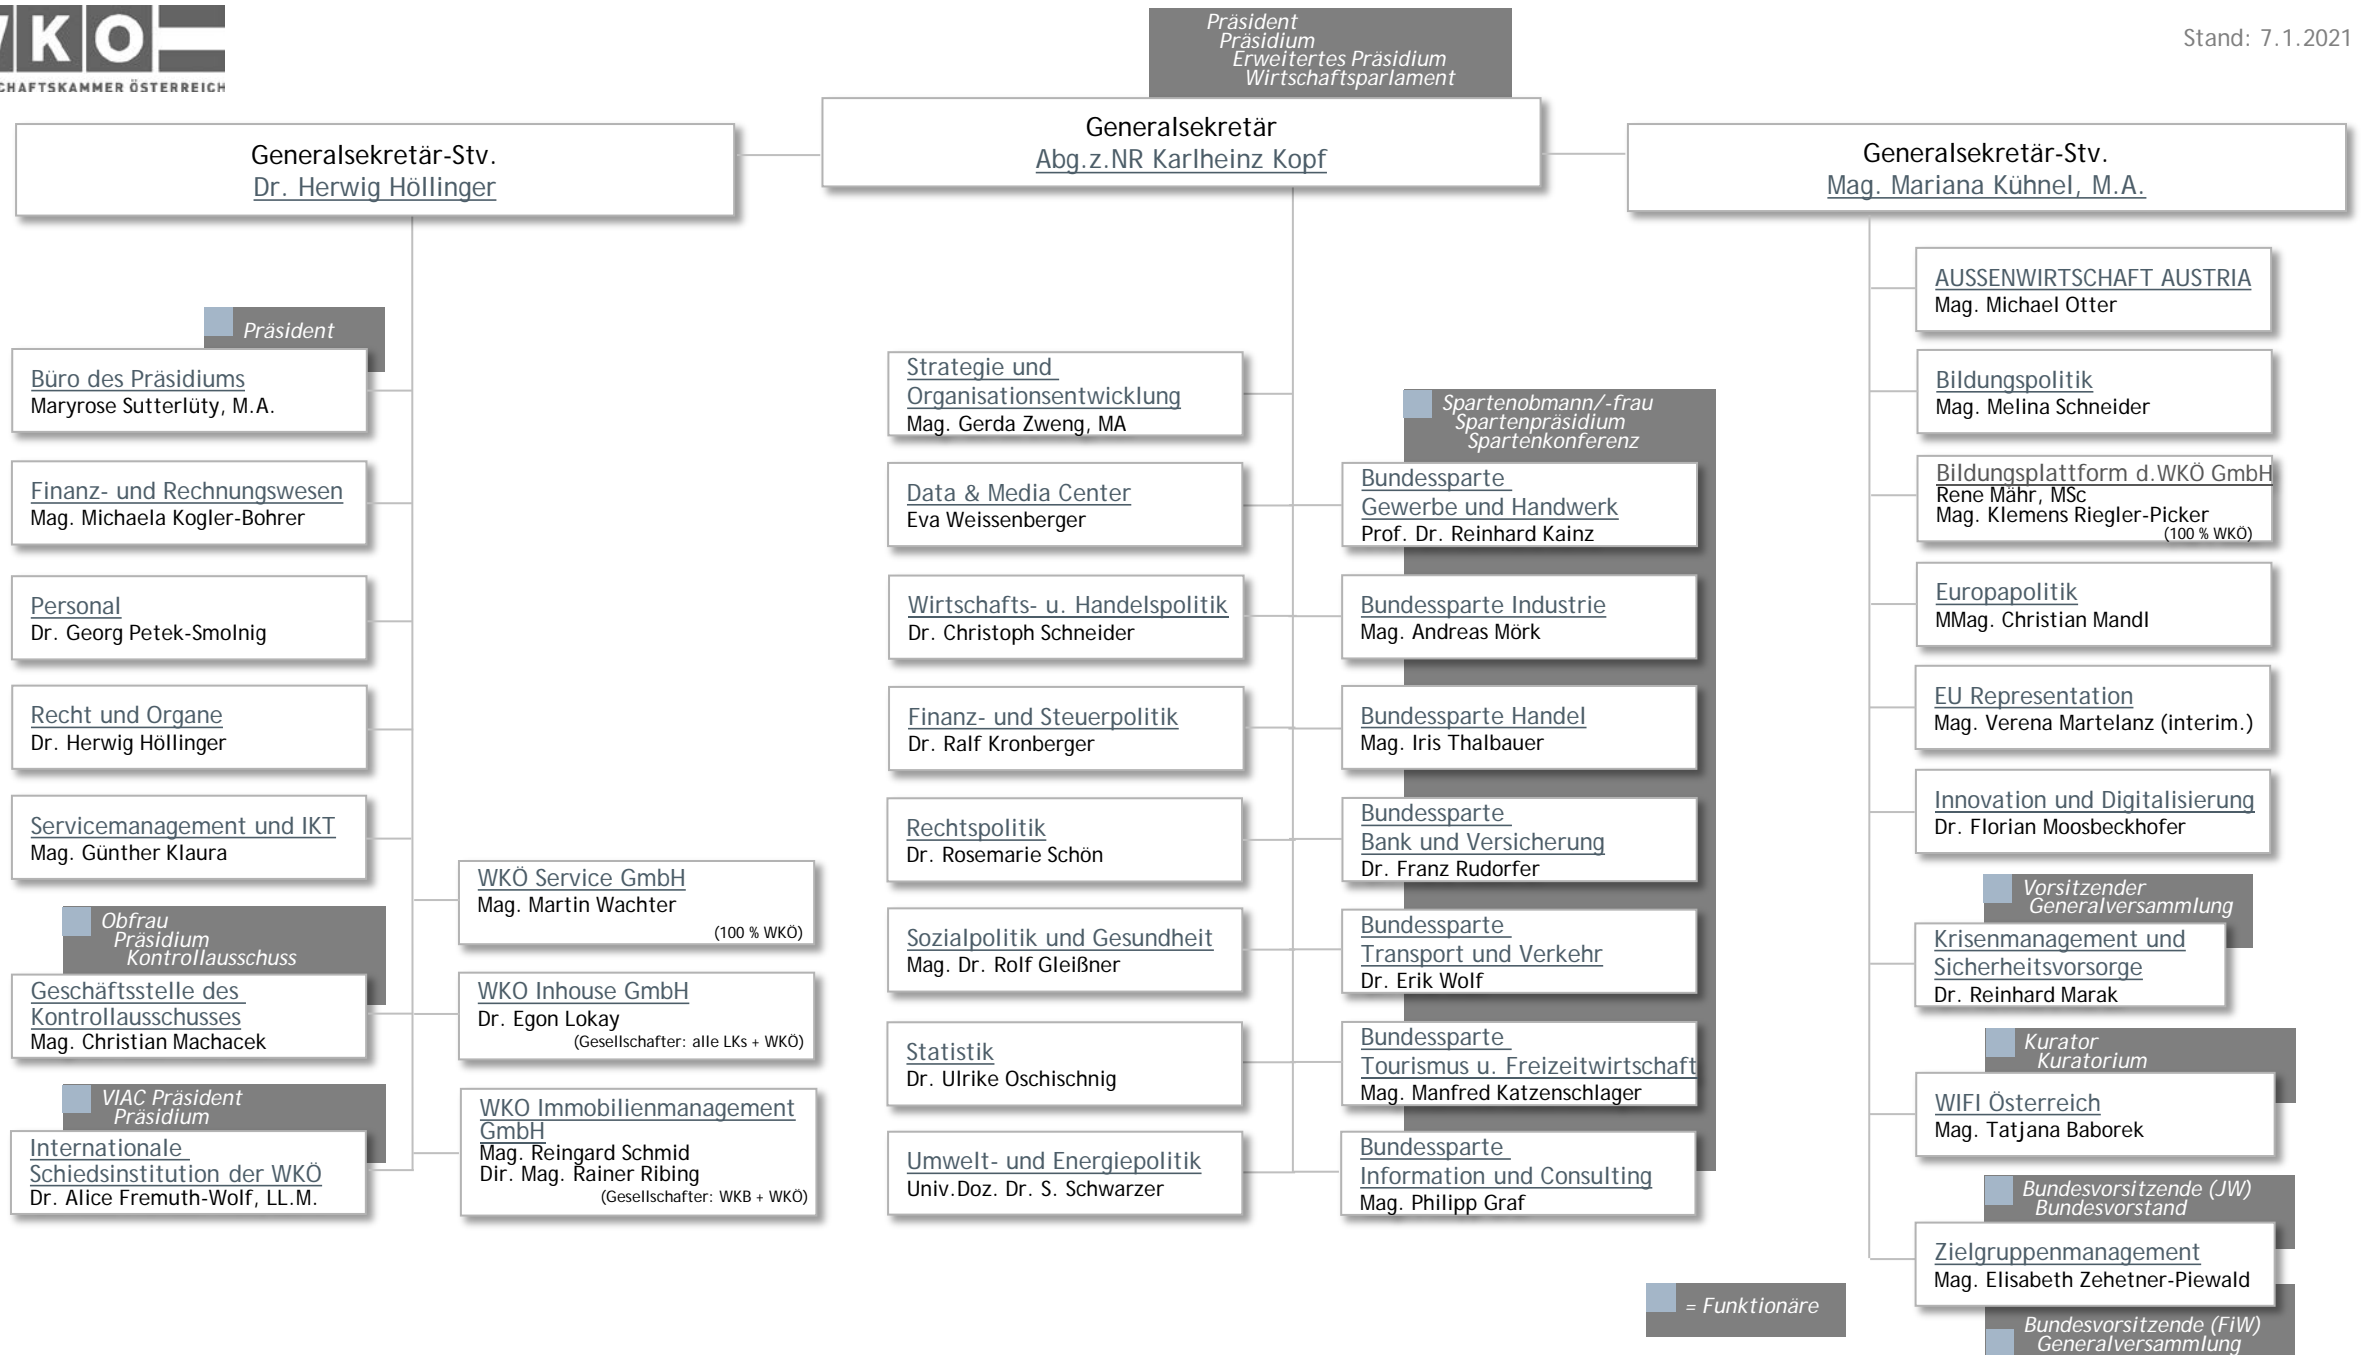 KO
Präsident
Präsidium
Erweitertes Präsidium
Wirtschaftsparlament
Stand: 7.1.2021
Generalsekretär-Stv.
Dr. Herwig Höllinger
Generalsekretär
Abg.z.NR Karlheinz Kopf
Generalsekretär-Stv.
Mag. Mariana Kühnel, M.A.
Präsident
Büro des Präsidiums
Maryrose Sutterlüty, M.A.
Finanz- und Rechnungswesen
Mag. Michaela Kogler-Bohrer
Personal
Dr. Georg Petek-Smolnig
Recht und Organe
Dr. Herwig Höllinger
Servicemanagement und IKT
Mag. Günther Klaura
Obfrau
Präsidium
Kontrollausschuss
Geschäftsstelle des
Kontrollausschusses
Mag. Christian Machacek
VIAC Präsident
Präsidium
Internationale
Schiedsinstitution der WKÖ
Dr. Alice Fremuth-Wolf, LL.M.
WKÖ Service GmbH
Mag. Martin Wachter
(100 % WKÖ)
WKO Inhouse GmbH
Dr. Egon Lokay
(Gesellschafter: alle LKs + WKÖ)
WKO Immobilienmanagement
GmbH
Mag. Reingard Schmid
Dir. Mag. Rainer Ribing
(Gesellschafter: WKB + WKÖ)
Strategie und
Organisationsentwicklung
Mag. Gerda Zweng, MA
Data & Media Center
Eva Weissenberger
Wirtschafts- u. Handelspolitik
Dr. Christoph Schneider
Finanz- und Steuerpolitik
Dr. Ralf Kronberger
Rechtspolitik
Dr. Rosemarie Schön
Sozialpolitik und Gesundheit
Mag. Dr. Rolf Gleißner
Statistik
Dr. Ulrike Oschischnig
Umwelt- und Energiepolitik
Univ.Doz. Dr. S. Schwarzer
Spartenobmann/-frau
Spartenpräsidium
Spartenkonferenz
Bundessparte
Gewerbe und Handwerk
Prof. Dr. Reinhard Kainz
Bundessparte Industrie
Mag. Andreas Mörk
Bundessparte Handel
Mag. Iris Thalbauer
Bundessparte
Bank und Versicherung
Dr. Franz Rudorfer
Bundessparte
Transport und Verkehr
Dr. Erik Wolf
Bundessparte
Tourismus u. Freizeitwirtschaft
Mag. Manfred Katzenschlager
Bundessparte
Information und Consulting
Mag. Philipp Graf
AUSSENWIRTSCHAFT AUSTRIA
Mag. Michael Otter
Bildungspolitik
Mag. Melina Schneider
Bildungsplattform d.WKÖ GmbH
Rene Mähr, MSc
Mag. Klemens Riegler-Picker
(100 % WKÖ)
Europapolitik
MMag. Christian Mandl
EU Representation
Mag. Verena Martelanz (interim.)
Innovation und Digitalisierung
Dr. Florian Moosbeckhofer
Vorsitzender
Generalversammlung
Krisenmanagement und
Sicherheitsvorsorge
Dr. Reinhard Marak
Kurator
Kuratorium
WIFI Österreich
Mag. Tatjana Baborek
Bundesvorsitzende (JW)
Bundesvorstand
Zielgruppenmanagement
Mag. Elisabeth Zehetner-Piewald
Bundesvorsitzende (FiW)
Generalversammlung
= Funktionäre